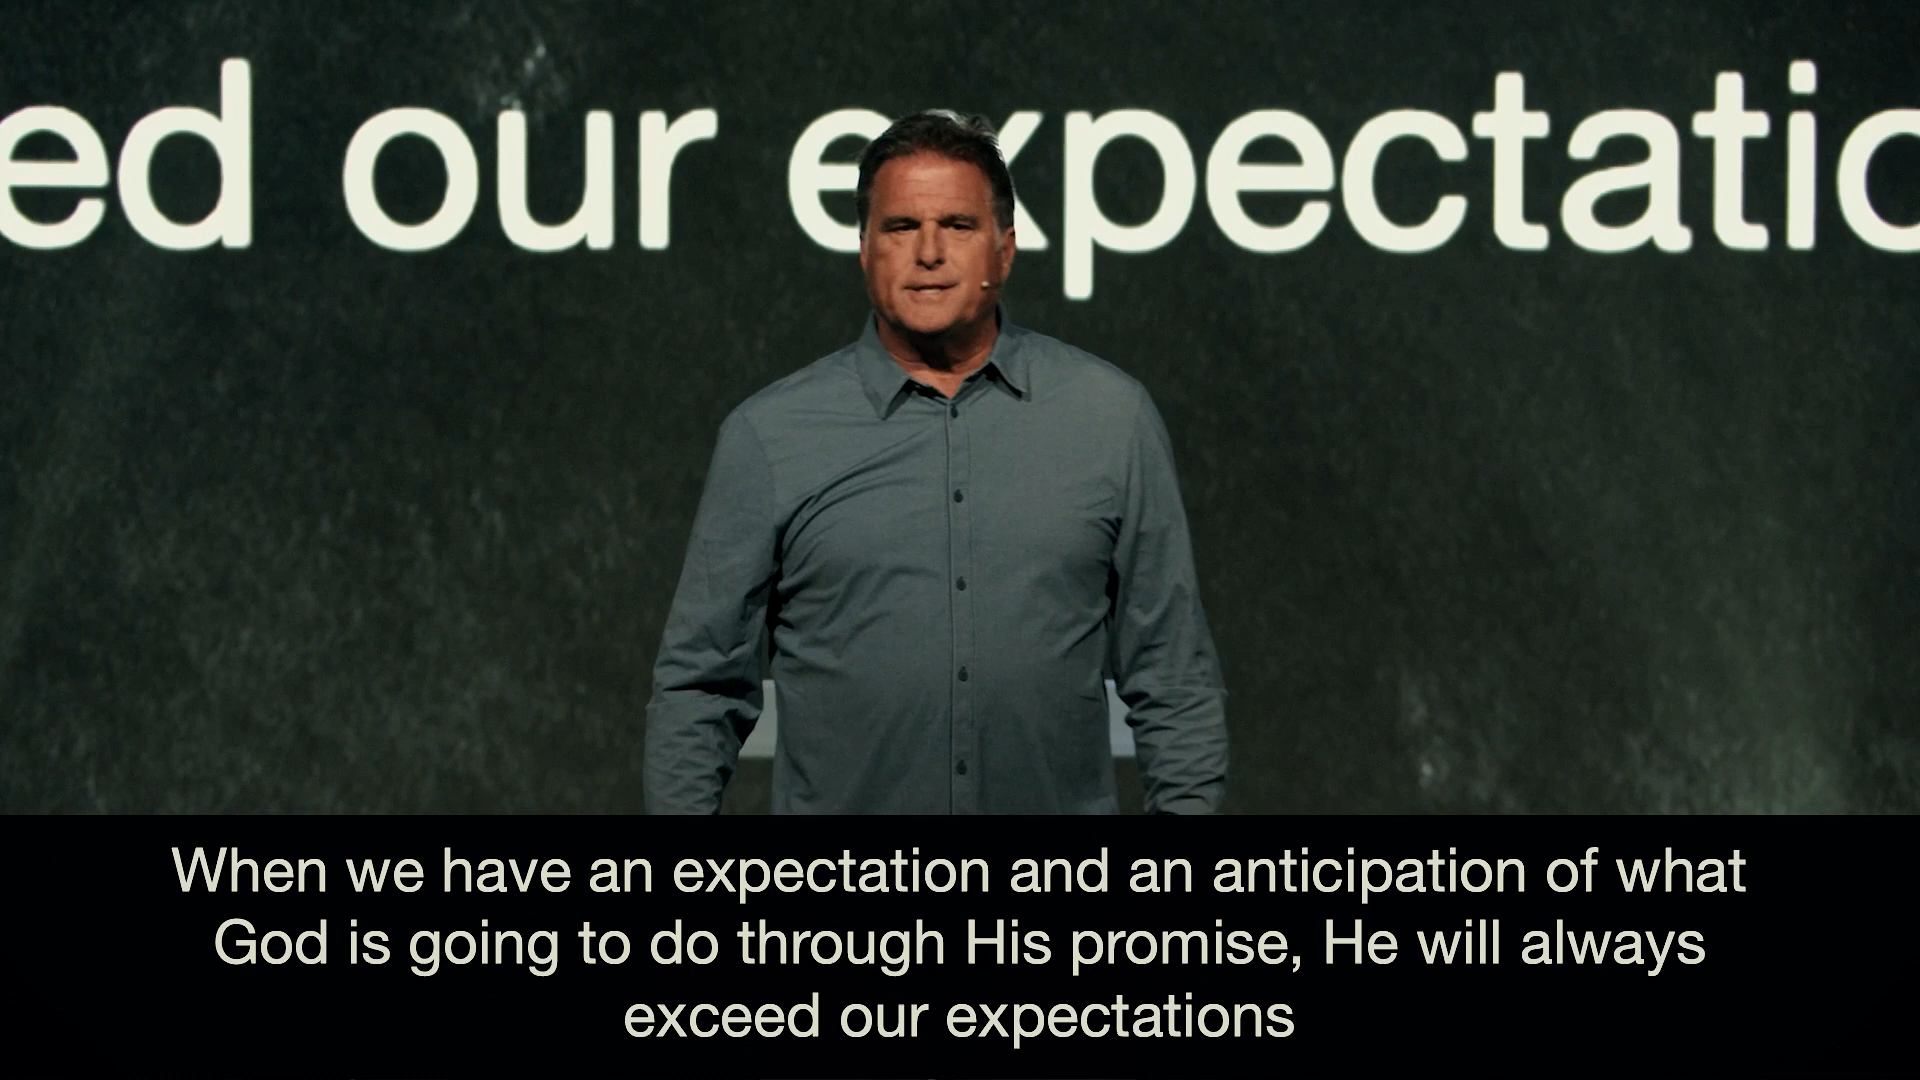 ed our expectatio
When we have an expectation and an anticipation of what
God is going to do through His promise, He will always
exceed our expectations